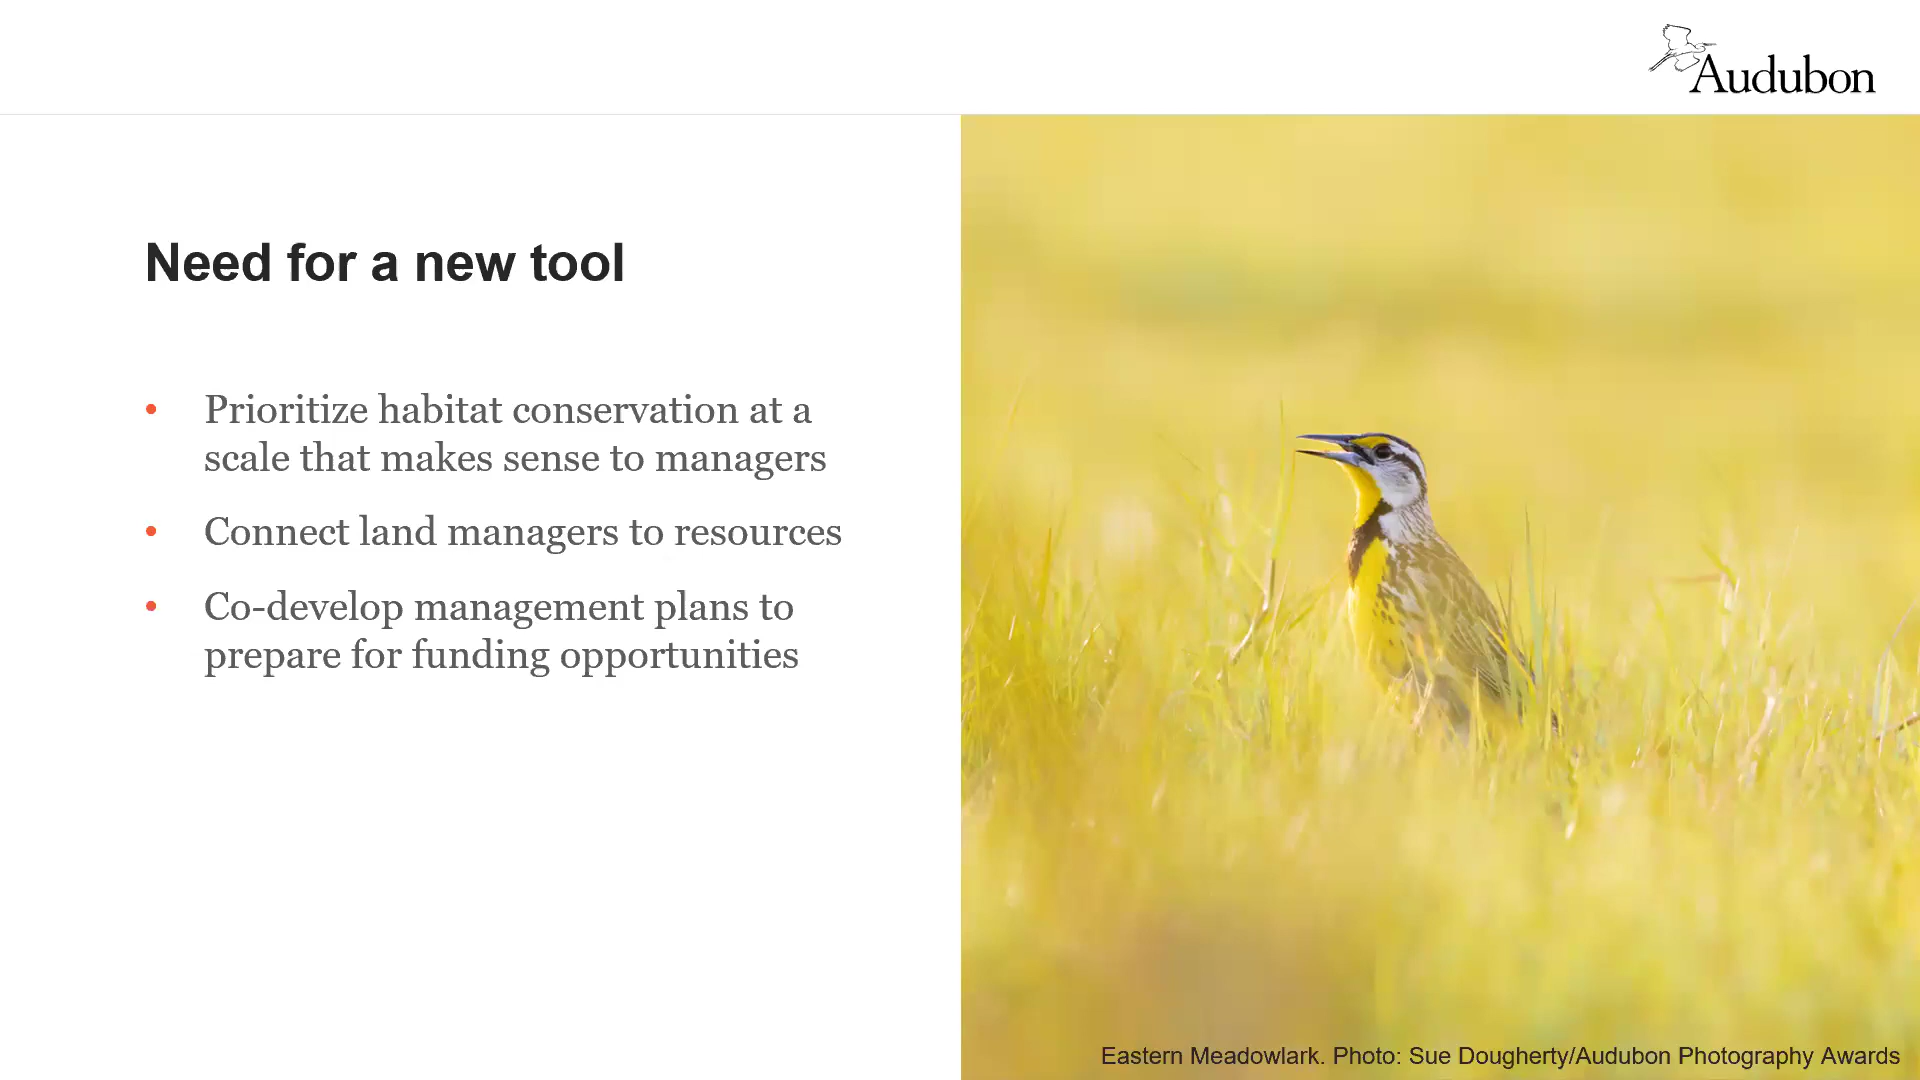 Audubon
Need for a new tool
• Prioritize habitat conservation at a
scale that makes sense to managers
• Connect land managers to resources
• Co-develop management plans to
prepare for funding opportunities
Eastern Meadowlark. Photo: Sue Dougherty/Audubon Photography Awards